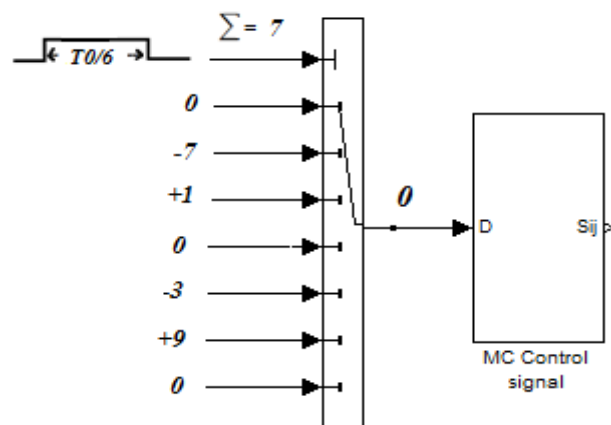 ∑ = 7
T0/6
0
-7
+1
0
-3
+9
0
0
D
Sij
MC Control
signal